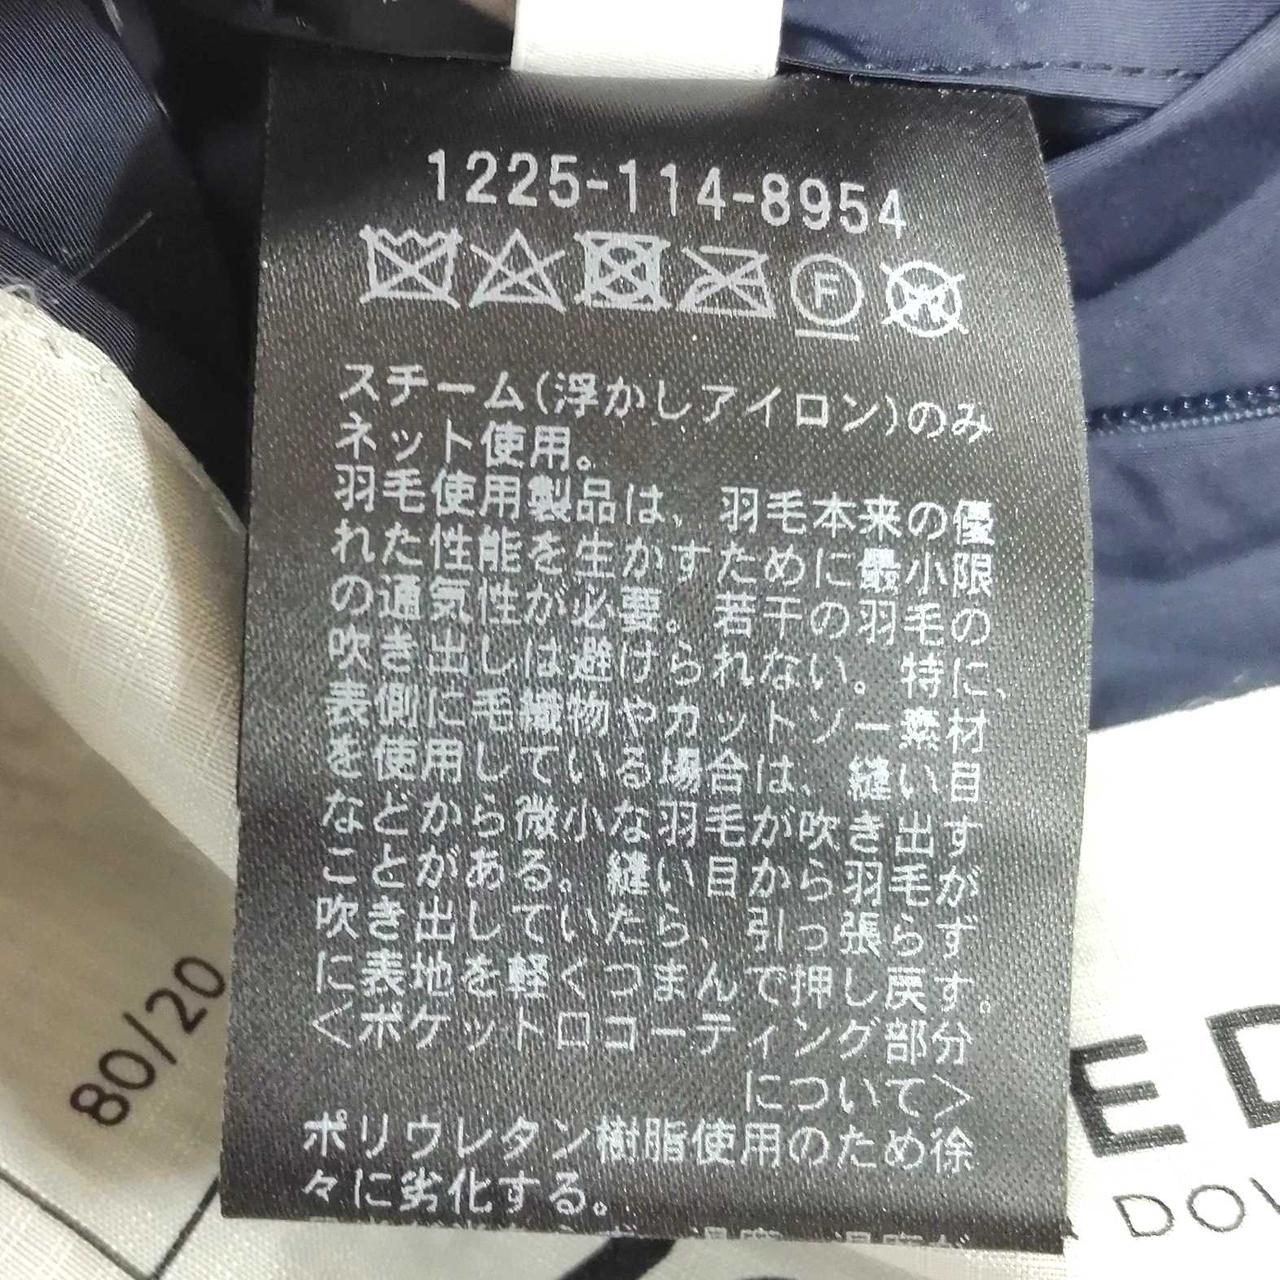 1225-114-8954
F
スチーム(浮かしアイロン)のみ
ネット使用。
羽毛使用製品は、羽毛本来の優
れた性能を生かすために最小限
の通気性が必要。若干の羽毛の
吹き出しは避けられない。特に、
表側に毛織物やカットソー素材
を使用している場合は、縫い目
などから微小な羽毛が吹き出す
ことがある。縫い目から羽毛が
吹き出していたら、引っ張らず
に表地を軽くつまんで押し戻す。
<ポケット口コーティング部分
について>
ポリウレタン樹脂使用のため徐
々に劣化する。
80/20
ED
DOW